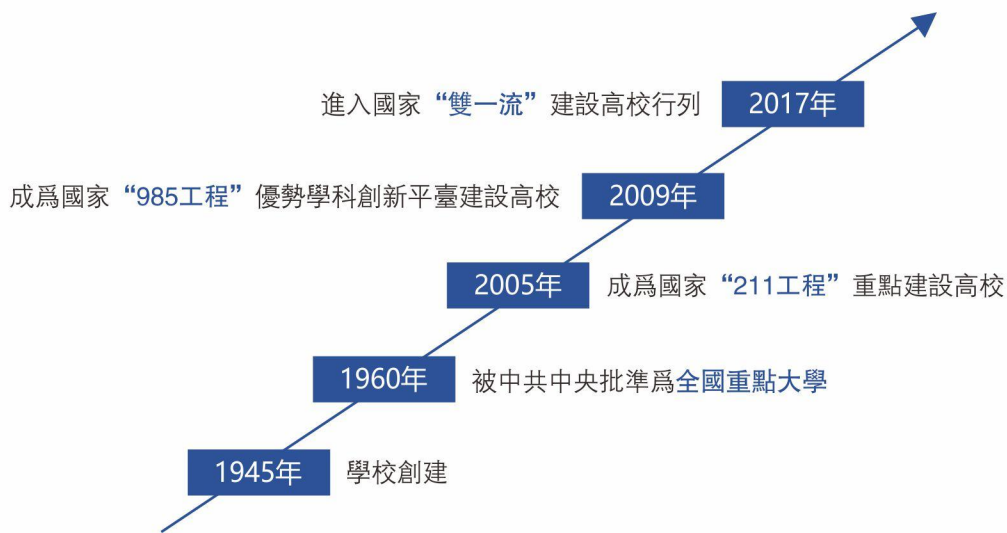 進入國家“雙一流”建設高校行列 2017年
成爲國家“985工程”優勢學科創新平臺建設高校 2009年
2005年 成爲國家“211工程”重點建設高校
1960年 被中共中央批準爲全國重點大學
1945年 學校創建